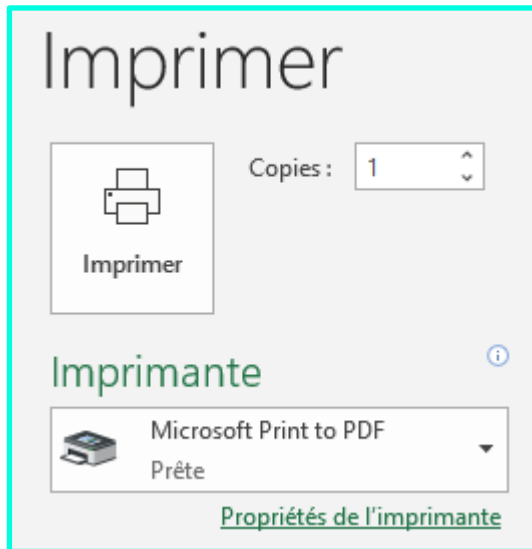 Imprimer
Copies : 1
Imprimer
Imprimante
Microsoft Print to PDF
Prête
Propriétés de l'imprimante